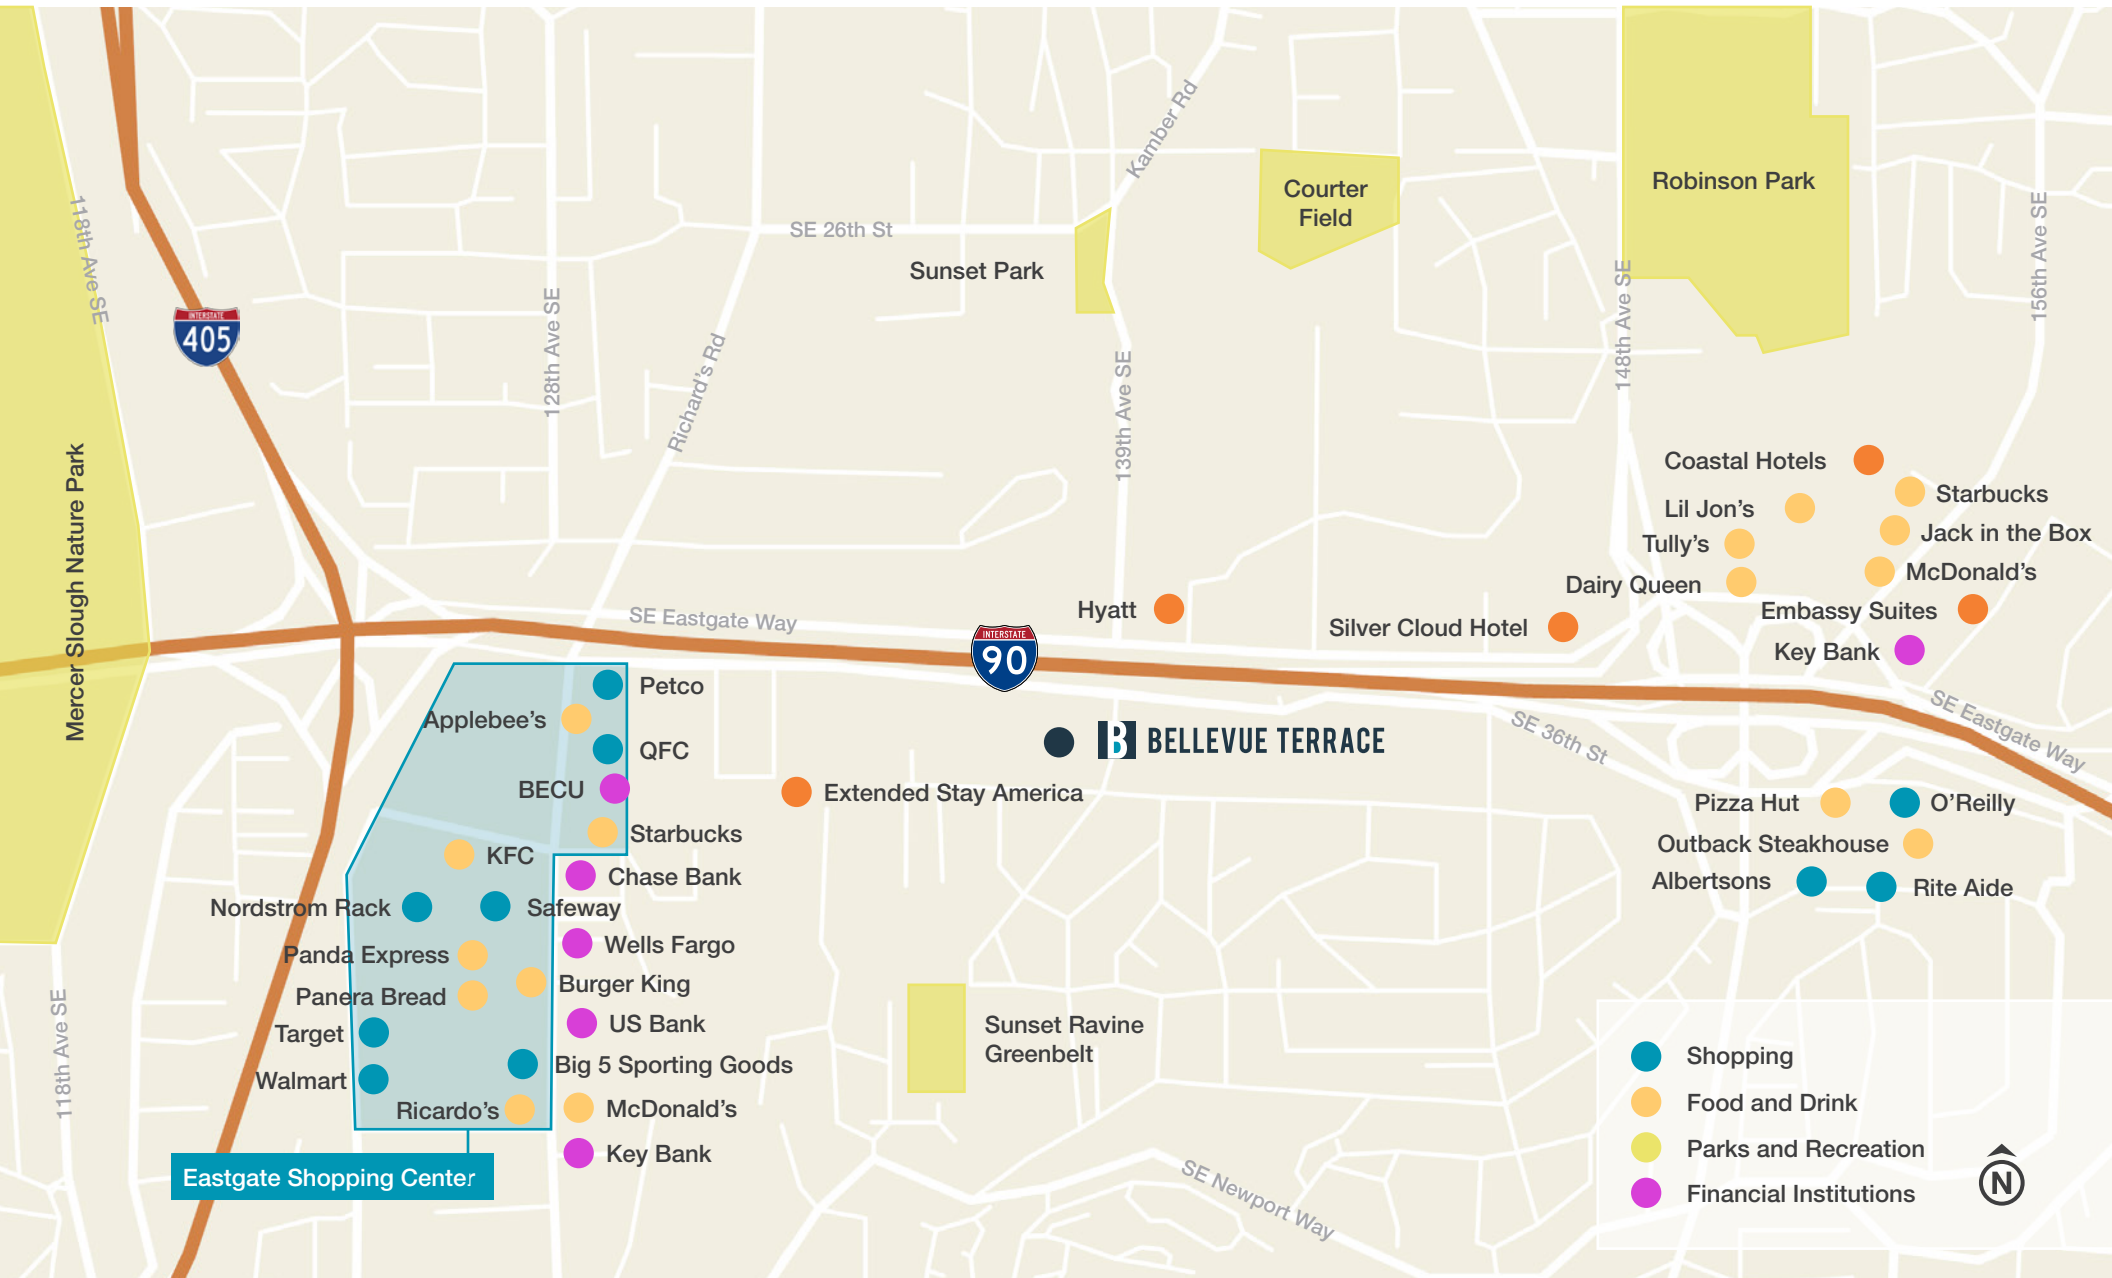 Kamber Rd
Robinson Park
Courter
Field
118th Ave SE
SE 26th St
Sunset Park
156th Ave SE
INTERSTATE
405
128th Ave SE
Richard's Rd
139th Ave SE
148th Ave SE
Mercer Slough Nature Park
Coastal Hotels
Starbucks
Lil Jon's
Jack in the Box
Tully's
McDonald's
Dairy Queen
Embassy Suites
Hyatt
Silver Cloud Hotel
Key Bank
SE Eastgate Way
INTERSTATE
90
SE Eastgate Way
SE 36th St
Petco
Applebee's
QFC
B BELLEVUE TERRACE
BECU
Extended Stay America
Pizza Hut
O'Reilly
Starbucks
Outback Steakhouse
KFC
Chase Bank
Albertsons
Rite Aide
Nordstrom Rack
Safeway
Wells Fargo
Panda Express
Burger King
Panera Bread
US Bank
Sunset Ravine
Greenbelt
Target
Big 5 Sporting Goods
Walmart
Ricardo's
McDonald's
Key Bank
118th Ave SE
Eastgate Shopping Center
SE Newport Way
Shopping
Food and Drink
Parks and Recreation
Financial Institutions
N